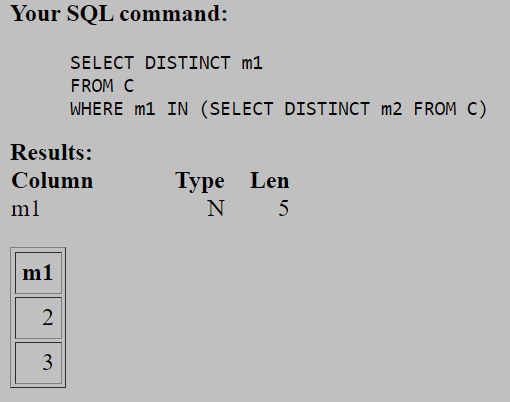 Your SQL command:
SELECT DISTINCT m1
FROM C
WHERE m1 IN (SELECT DISTINCT m2 FROM C)
Results:
Column Type Len
m1 N 5
m1
2
3